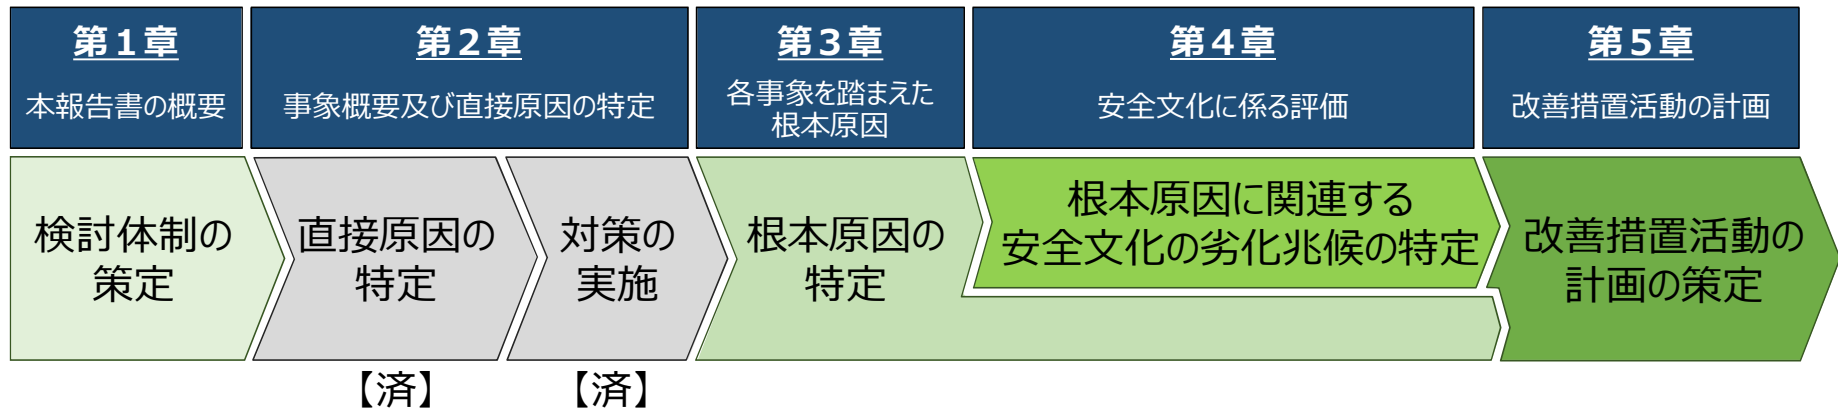 第１章
本報告書の概要
第２章
事象概要及び直接原因の特定
第３章
各事象を踏まえた
根本原因
第４章
安全文化に係る評価
第５章
改善措置活動の計画
検討体制の
策定
直接原因の
特定
対策の
実施
根本原因の
特定
根本原因に関連する
安全文化の劣化兆候の特定
改善措置活動の
計画の策定
【済】
【済】